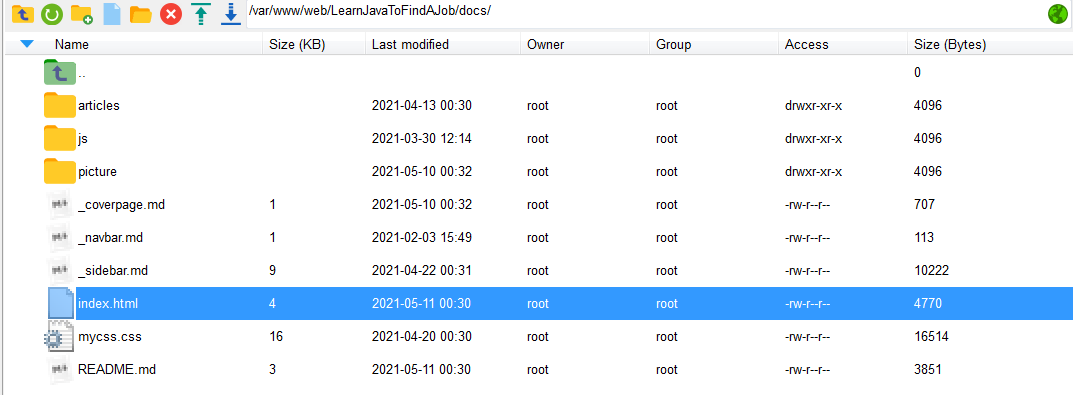 /var/www/web/LearnJavaToFindAJob/docs/
Name Size (KB) Last modified Owner Group Access Size (Bytes)
.. 0
articles 2021-04-13 00:30 root root drwxr-xr-x 4096
js 2021-03-30 12:14 root root drwxr-xr-x 4096
picture 2021-05-10 00:32 root root drwxr-xr-x 4096
_coverpage.md 1 2021-05-10 00:32 root root -rw-r--r-- 707
_navbar.md 1 2021-02-03 15:49 root root -rw-r--r-- 113
_sidebar.md 9 2021-04-22 00:31 root root -rw-r--r-- 10222
index.html 4 2021-05-11 00:30 root root -rw-r--r-- 4770
mycss.css 16 2021-04-20 00:30 root root -rw-r--r-- 16514
README.md 3 2021-05-11 00:30 root root -rw-r--r-- 3851